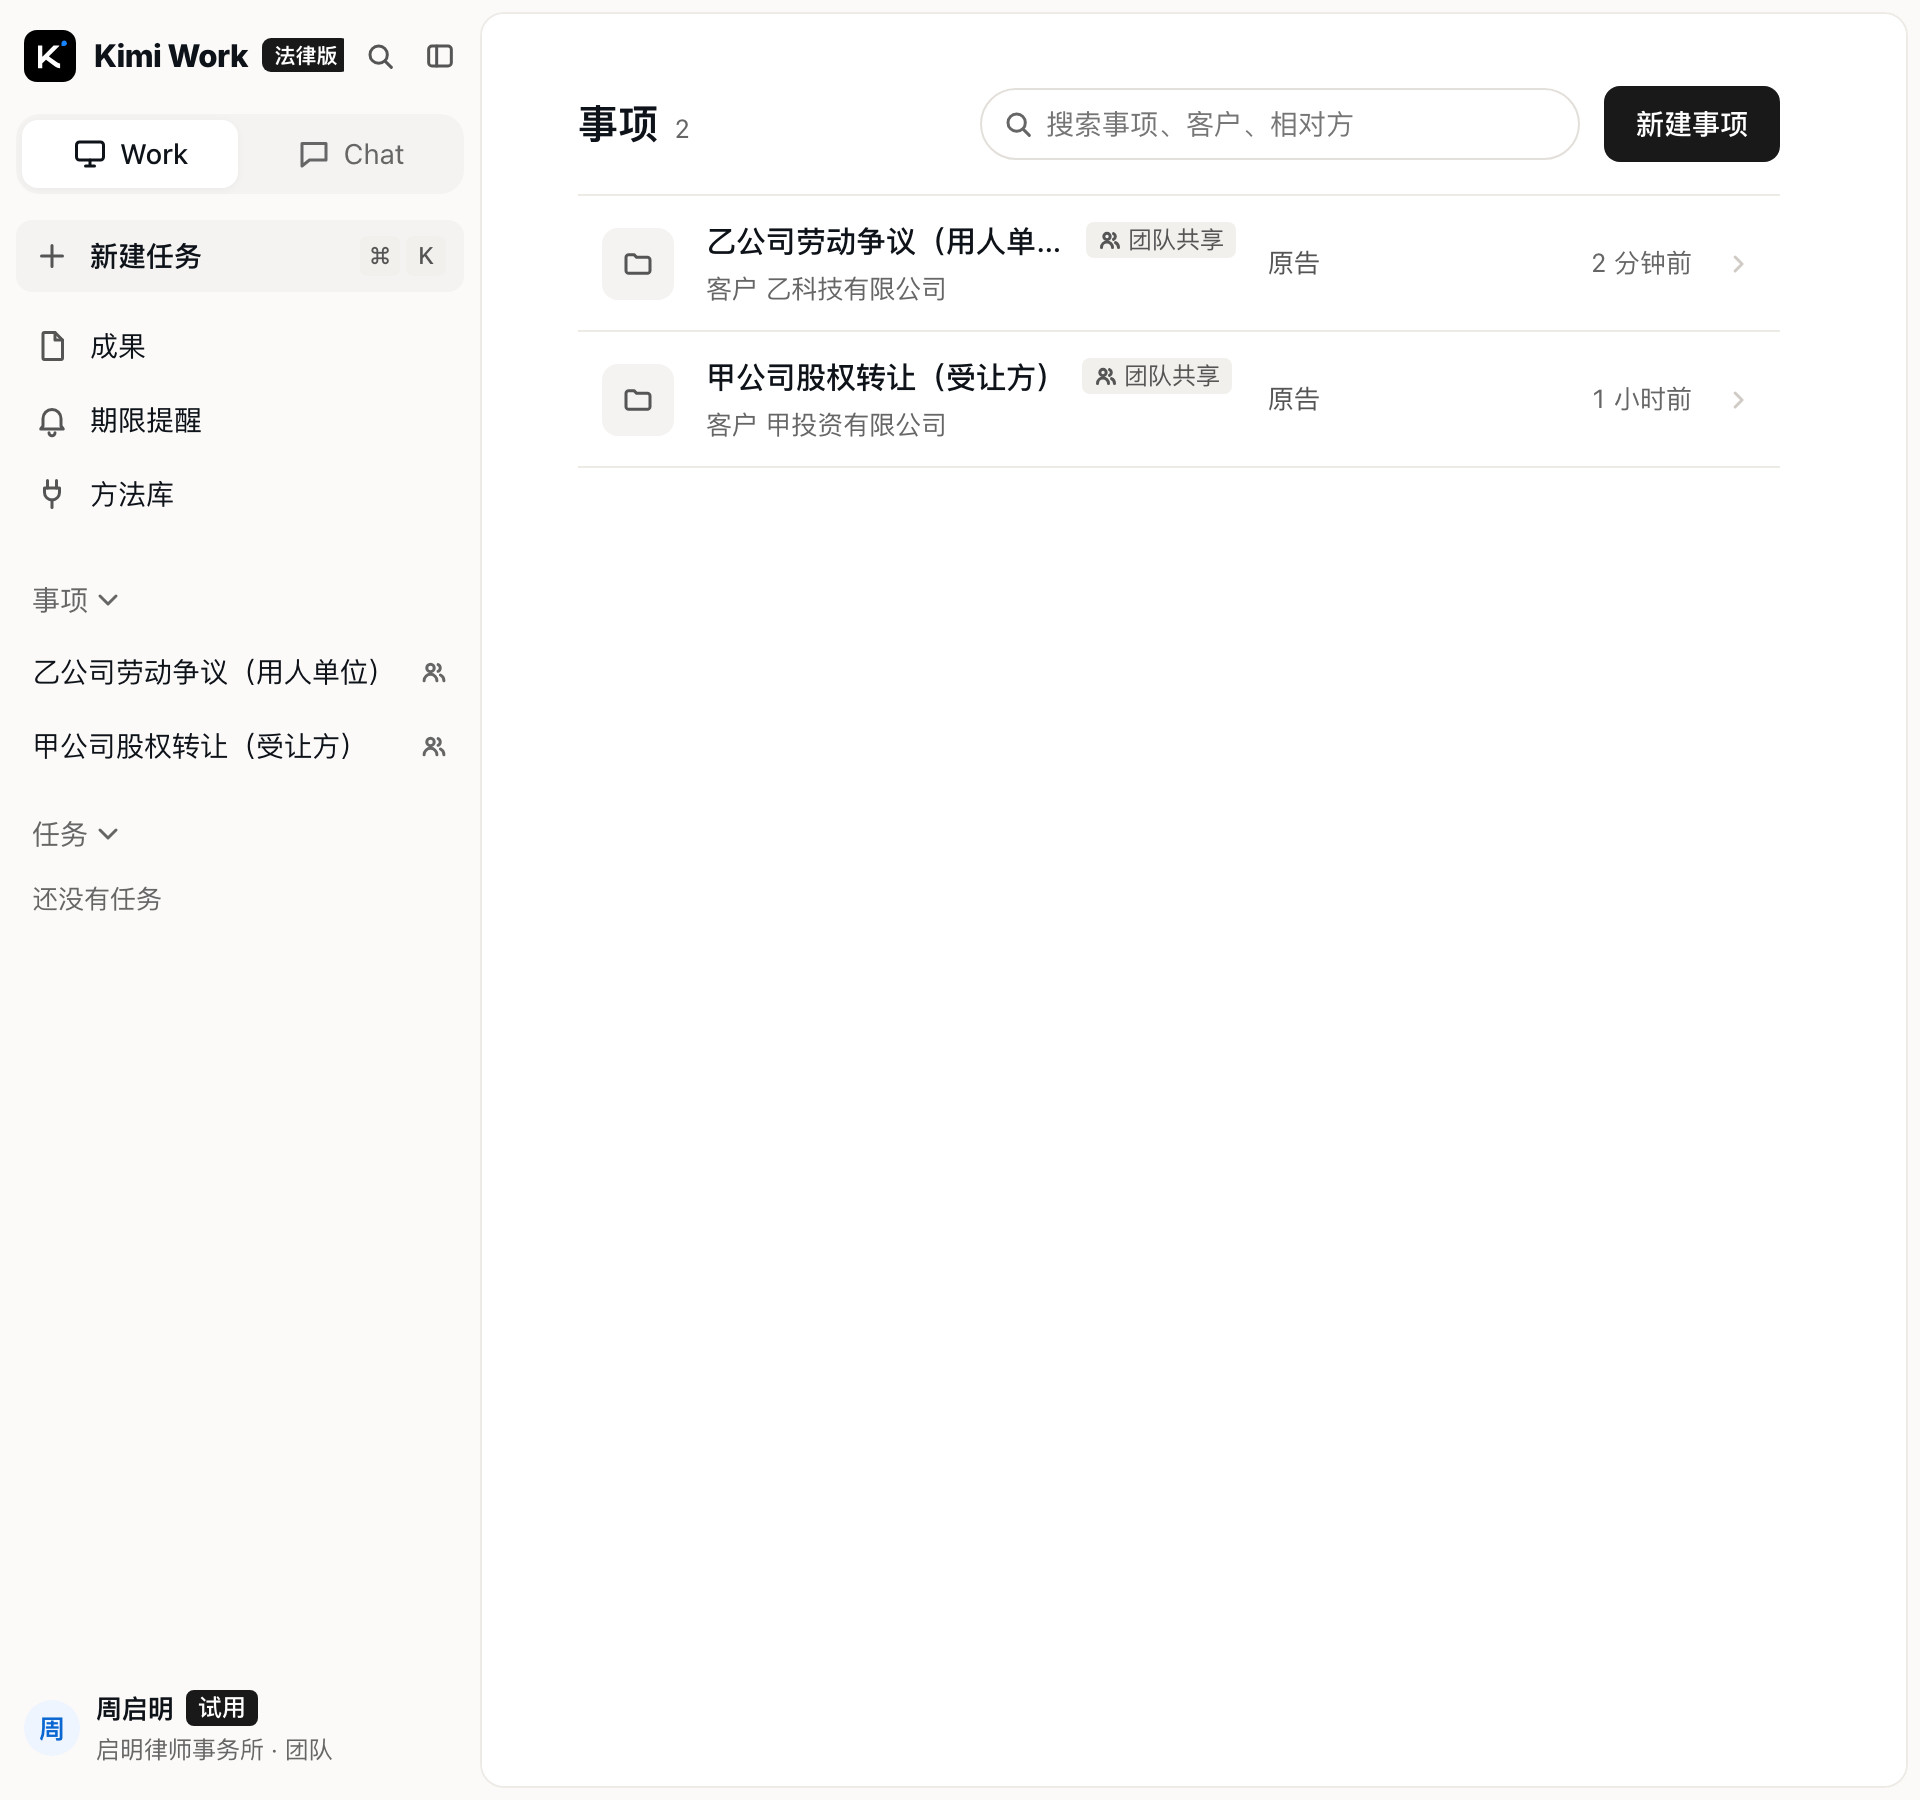 Kimi Work 法律版
Work
Chat
新建任务 ⌘ K
成果
期限提醒
方法库
事项
乙公司劳动争议（用人单位）
甲公司股权转让（受让方）
任务
还没有任务
周
周启明 试用
启明律师事务所 · 团队
事项 2
搜索事项、客户、相对方
新建事项
乙公司劳动争议（用人单... 团队共享
客户 乙科技有限公司
原告
2 分钟前
甲公司股权转让（受让方） 团队共享
客户 甲投资有限公司
原告
1 小时前